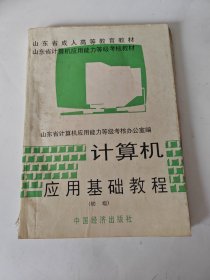 山东省成人高等教育教材
山东省计算机应用能力等级考核教材
山东省计算机应用能力等级考核办公室编
计算机
应用基础教程
（初级）
中国经济出版社